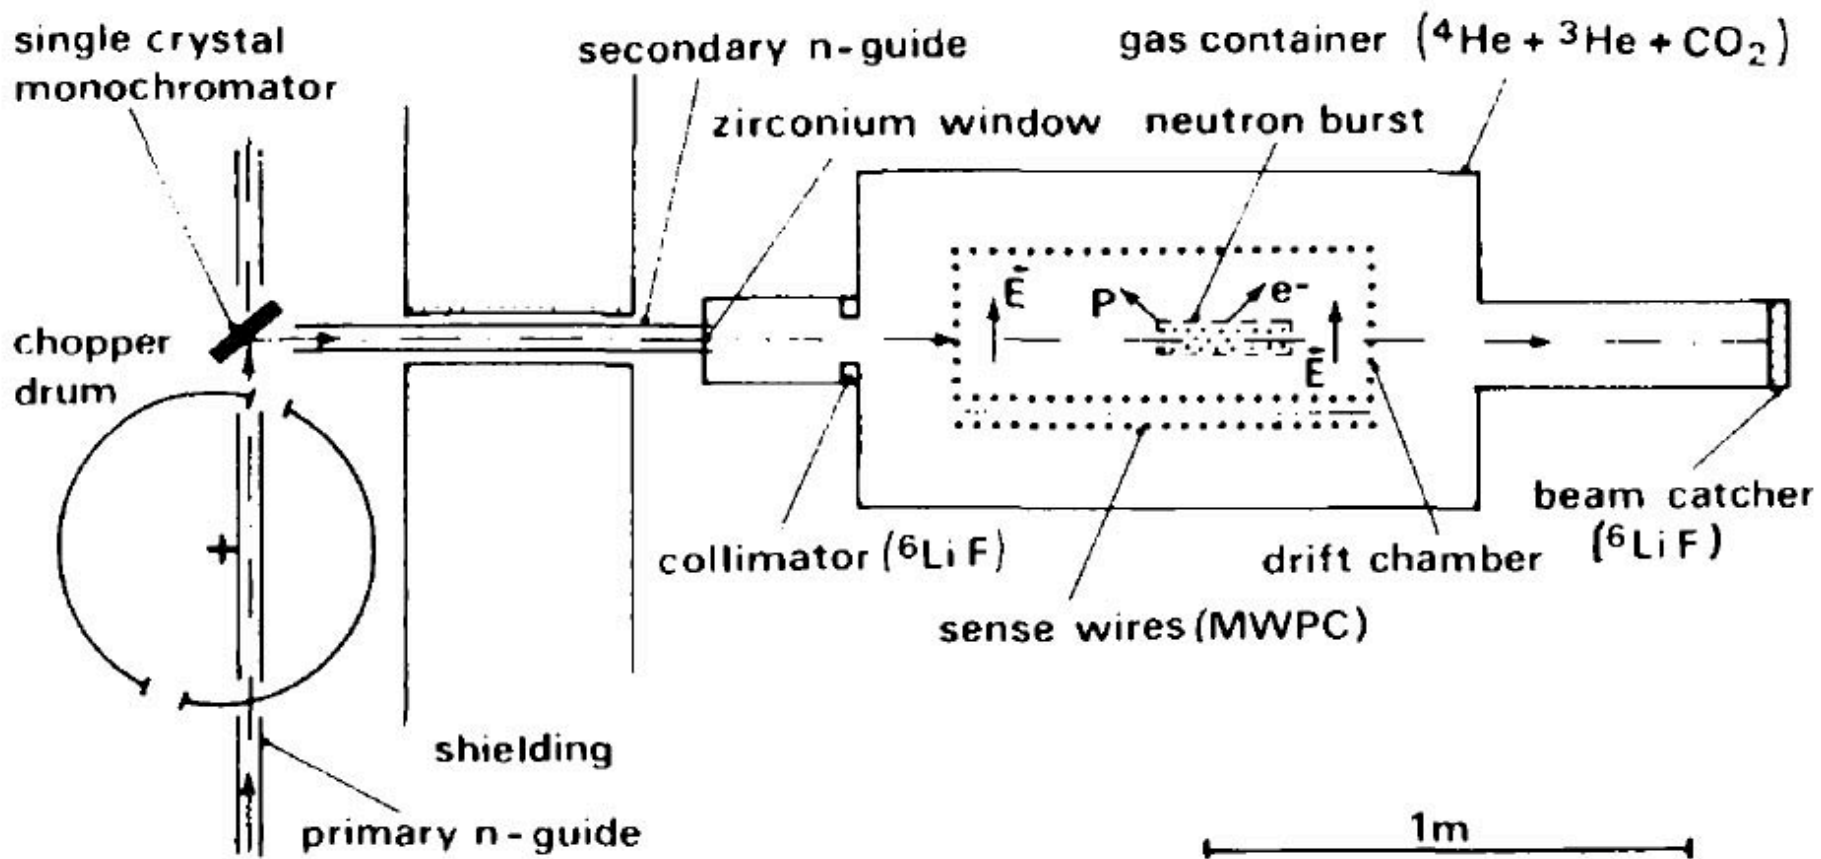 single crystal
monochromator
secondary n-guide
gas container (⁴He + ³He + CO₂)
zirconium window
neutron burst
E⃗
P
e-
E⃗
chopper
drum
collimator (⁶LiF)
drift chamber
beam catcher
(⁶LiF)
sense wires (MWPC)
shielding
primary n-guide
1m